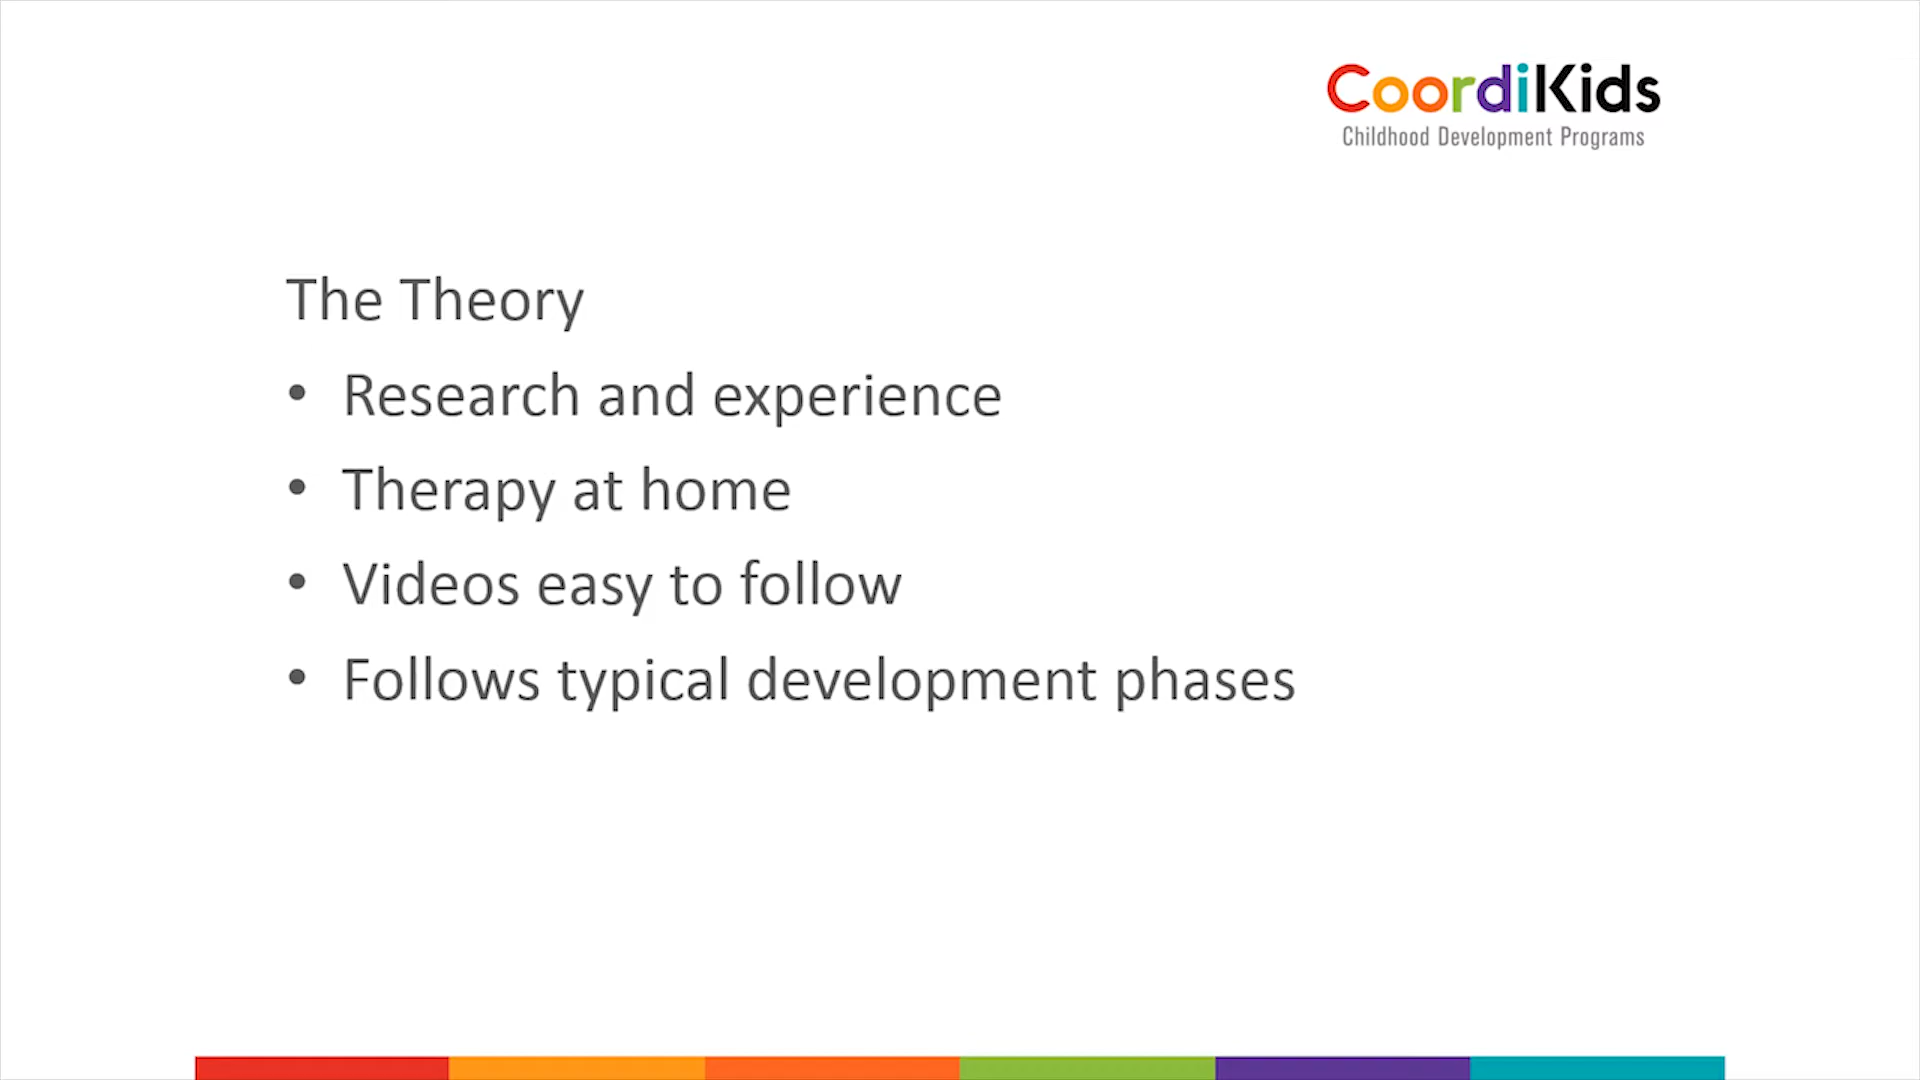 CoordiKids
Childhood Development Programs
The Theory
• Research and experience
• Therapy at home
• Videos easy to follow
• Follows typical development phases